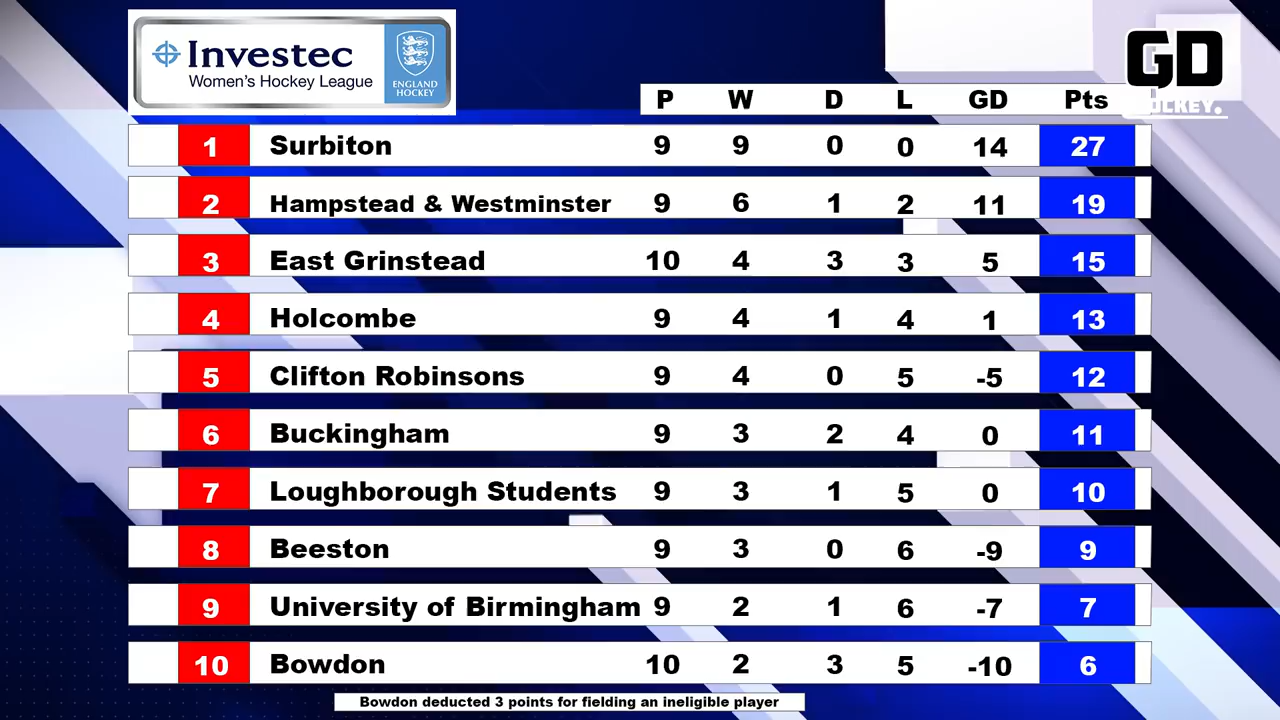 Investec
Women's Hockey League
ENGLAND
HOCKEY
GD
HOCKEY.
P W D L GD Pts
1 Surbiton 9 9 0 0 14 27
2 Hampstead & Westminster 9 6 1 2 11 19
3 East Grinstead 10 4 3 3 5 15
4 Holcombe 9 4 1 4 1 13
5 Clifton Robinsons 9 4 0 5 -5 12
6 Buckingham 9 3 2 4 0 11
7 Loughborough Students 9 3 1 5 0 10
8 Beeston 9 3 0 6 -9 9
9 University of Birmingham 9 2 1 6 -7 7
10 Bowdon 10 2 3 5 -10 6
Bowdon deducted 3 points for fielding an ineligible player